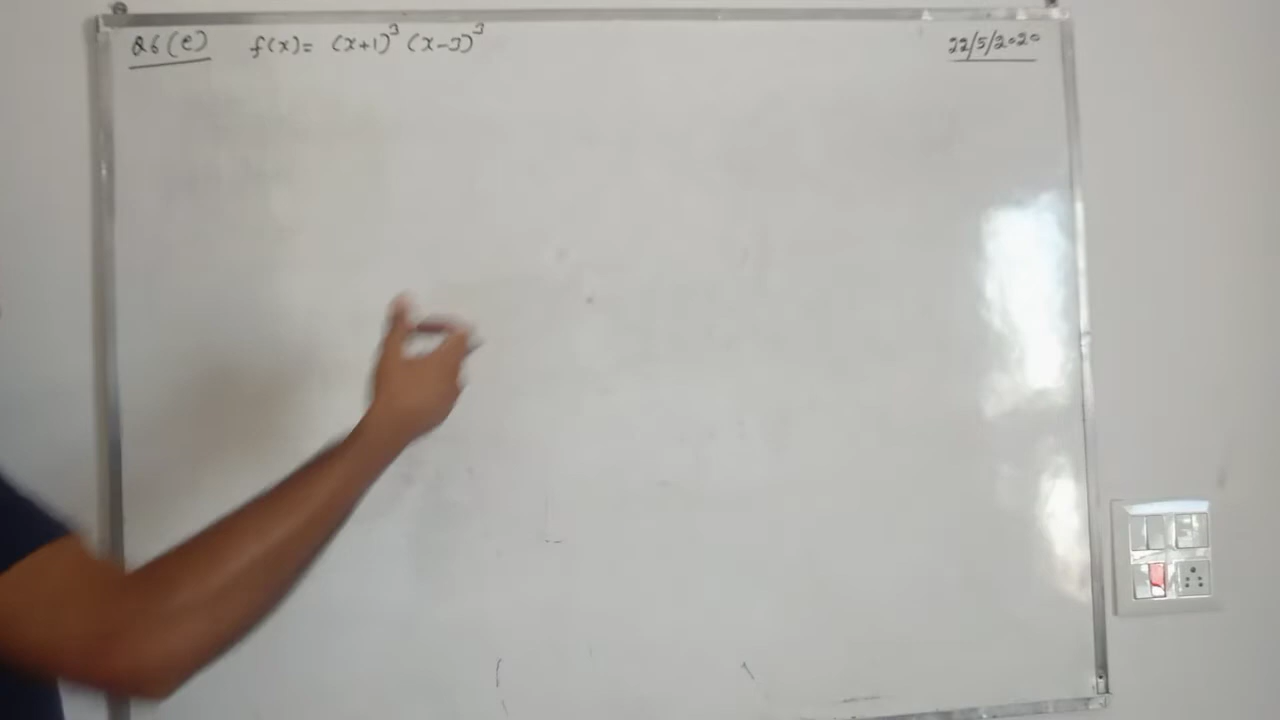 Q6(e) f(x) = (x+1)³ (x-3)³ 22/5/2020